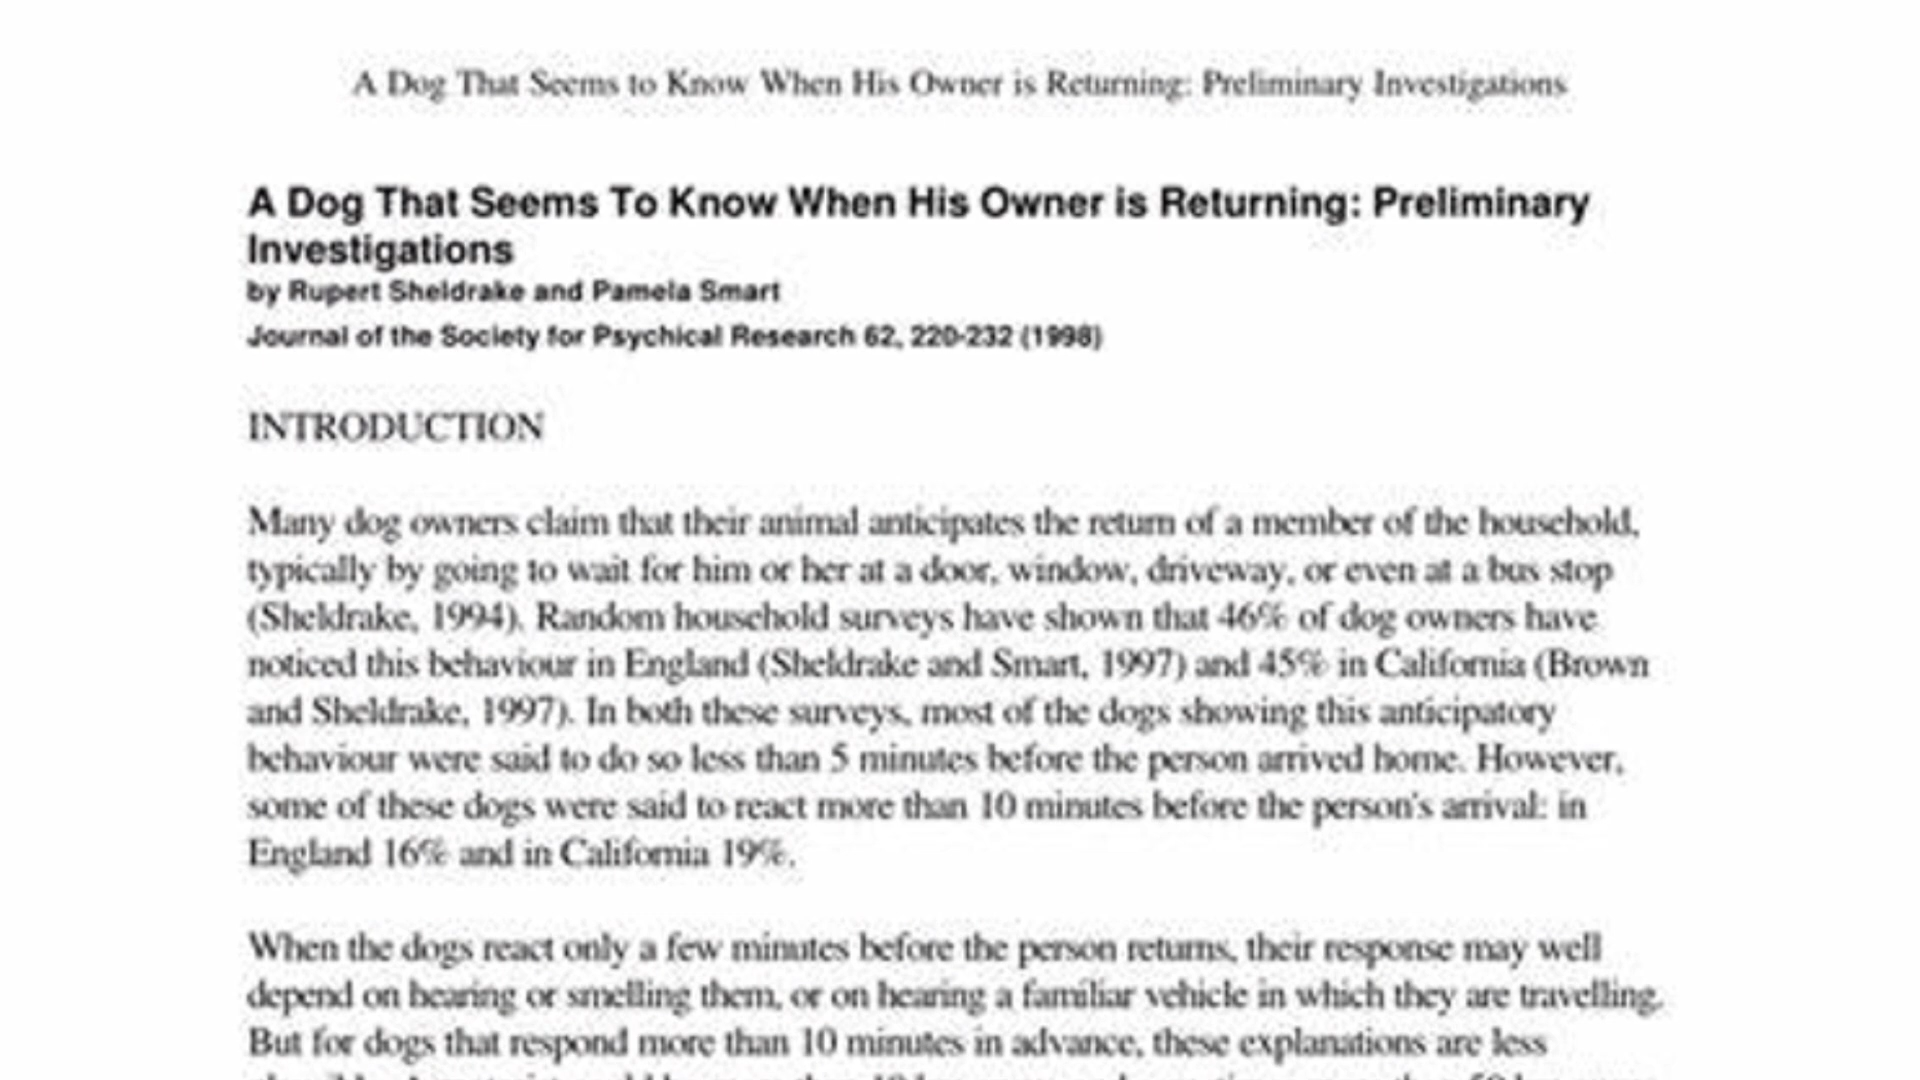 A Dog That Seems to Know When His Owner is Returning: Preliminary Investigations
A Dog That Seems To Know When His Owner is Returning: Preliminary
Investigations
by Rupert Sheldrake and Pamela Smart
Journal of the Society for Psychical Research 62, 220-232 (1998)
INTRODUCTION
Many dog owners claim that their animal anticipates the return of a member of the household,
typically by going to wait for him or her at a door, window, driveway, or even at a bus stop
(Sheldrake, 1994). Random household surveys have shown that 46% of dog owners have
noticed this behaviour in England (Sheldrake and Smart, 1997) and 45% in California (Brown
and Sheldrake, 1997). In both these surveys, most of the dogs showing this anticipatory
behaviour were said to do so less than 5 minutes before the person arrived home. However,
some of these dogs were said to react more than 10 minutes before the person's arrival: in
England 16% and in California 19%.
When the dogs react only a few minutes before the person returns, their response may well
depend on hearing or smelling them, or on hearing a familiar vehicle in which they are travelling.
But for dogs that respond more than 10 minutes in advance, these explanations are less